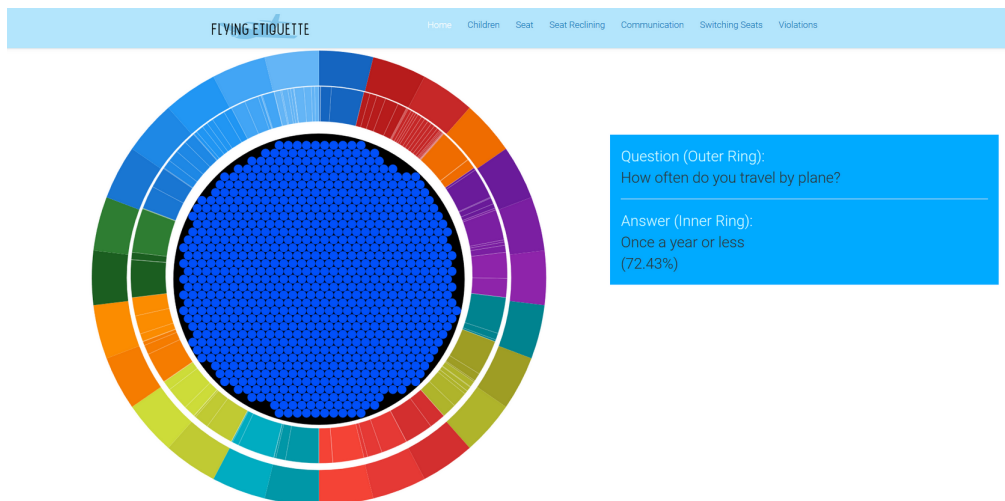 FLYING ETIQUETTE
Home Children Seat Seat Reclining Communication Switching Seats Violations
Question (Outer Ring):
How often do you travel by plane?
Answer (Inner Ring):
Once a year or less
(72.43%)